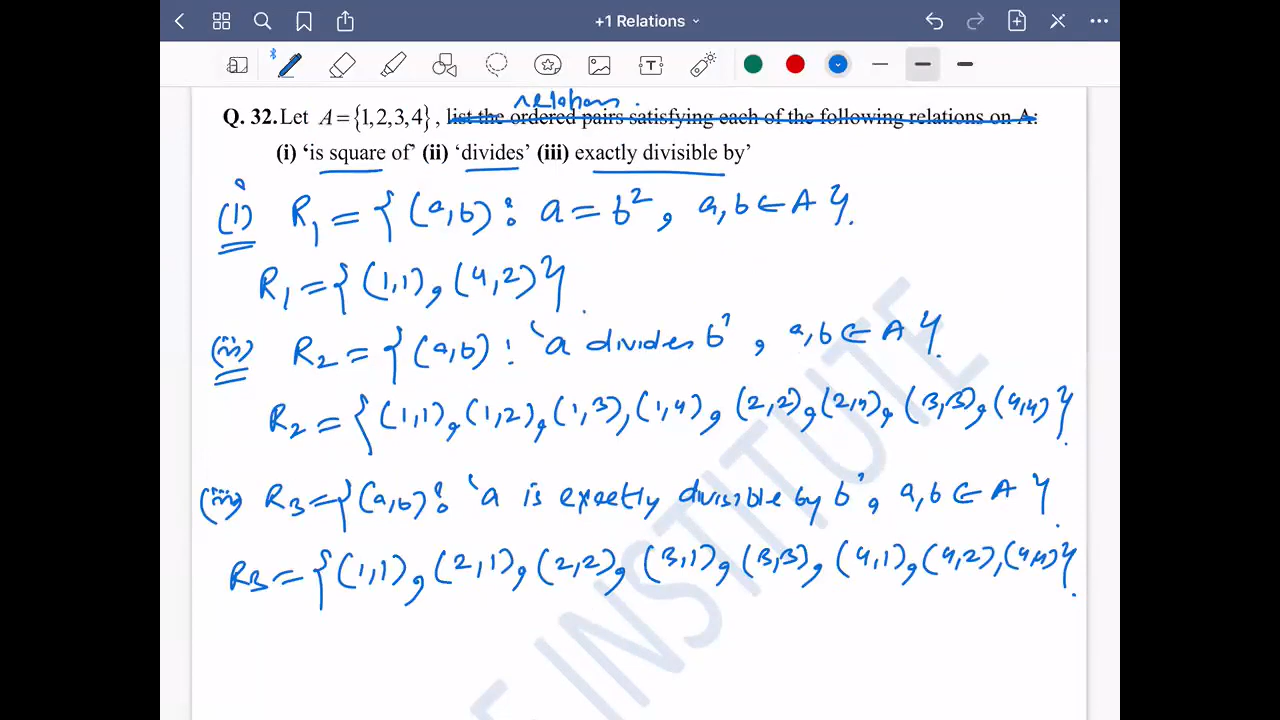 +1 Relations
relations.
Q. 32. Let A={1,2,3,4}, list the ordered pairs satisfying each of the following relations on A:
(i) ‘is square of’ (ii) ‘divides’ (iii) exactly divisible by’
(i) R₁ = {(a,b) : a = b², a,b ∈ A}.
R₁ = {(1,1), (4,2)}.
(ii) R₂ = {(a,b) : ‘a divides b’, a,b ∈ A}.
R₂ = {(1,1), (1,2), (1,3), (1,4), (2,2), (2,4), (3,3), (4,4)}.
(iii) R₃ = {(a,b) : ‘a is exactly divisible by b’, a,b ∈ A}.
R₃ = {(1,1), (2,1), (2,2), (3,1), (3,3), (4,1), (4,2), (4,4)}.
E INSTITUTE